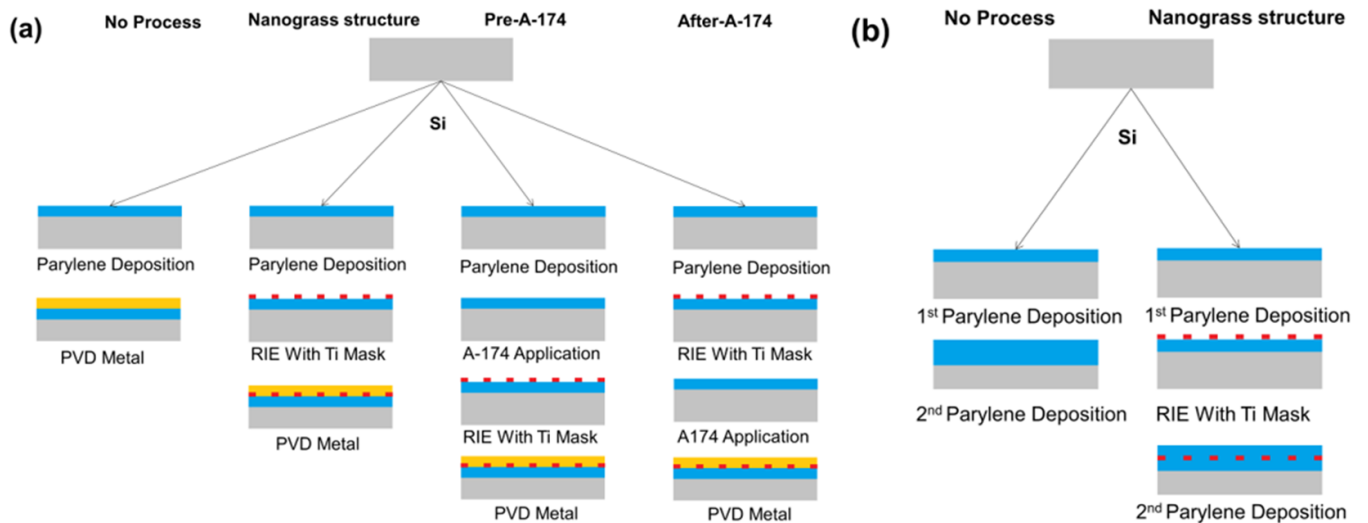 (a)
No Process
Nanograss structure
Pre-A-174
After-A-174
Si
Parylene Deposition
Parylene Deposition
Parylene Deposition
Parylene Deposition
PVD Metal
RIE With Ti Mask
A-174 Application
RIE With Ti Mask
PVD Metal
RIE With Ti Mask
A174 Application
PVD Metal
PVD Metal
(b)
No Process
Nanograss structure
Si
1st Parylene Deposition
1st Parylene Deposition
2nd Parylene Deposition
RIE With Ti Mask
2nd Parylene Deposition